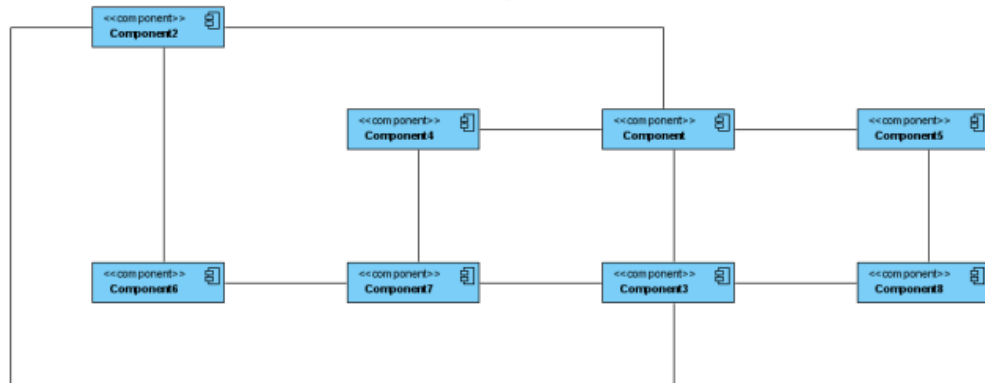 <<component>>
Component2
<<component>>
Component4
<<component>>
Component
<<component>>
Component5
<<component>>
Component6
<<component>>
Component7
<<component>>
Component3
<<component>>
Component8